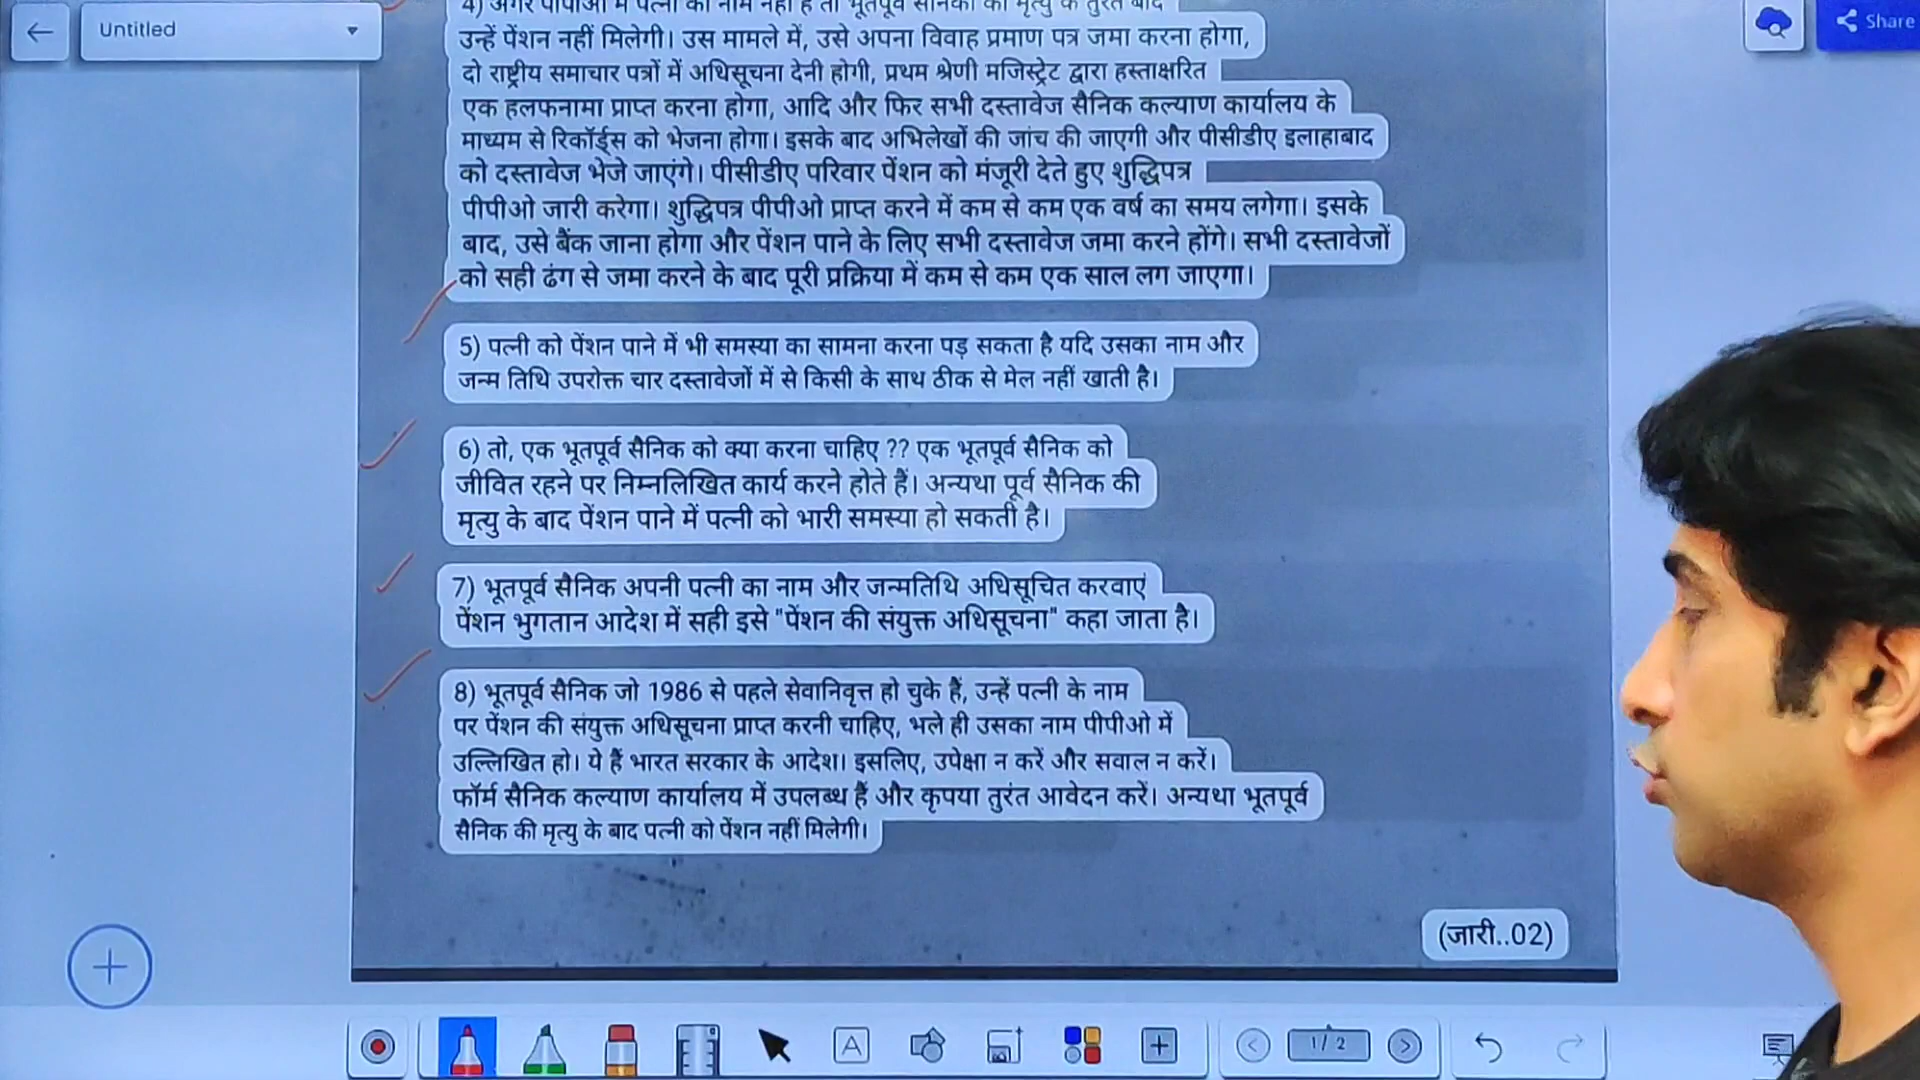 Untitled
Share
4) अगर पीपीओ में पत्नी का नाम नहीं है तो भूतपूर्व सैनिकों की मृत्यु के तुरंत बाद
उन्हें पेंशन नहीं मिलेगी। उस मामले में, उसे अपना विवाह प्रमाण पत्र जमा करना होगा,
दो राष्ट्रीय समाचार पत्रों में अधिसूचना देनी होगी, प्रथम श्रेणी मजिस्ट्रेट द्वारा हस्ताक्षरित
एक हलफनामा प्राप्त करना होगा, आदि और फिर सभी दस्तावेज सैनिक कल्याण कार्यालय के
माध्यम से रिकॉर्ड्स को भेजना होगा। इसके बाद अभिलेखों की जांच की जाएगी और पीसीडीए इलाहाबाद
को दस्तावेज भेजे जाएंगे। पीसीडीए परिवार पेंशन को मंजूरी देते हुए शुद्धिपत्र
पीपीओ जारी करेगा। शुद्धिपत्र पीपीओ प्राप्त करने में कम से कम एक वर्ष का समय लगेगा। इसके
बाद, उसे बैंक जाना होगा और पेंशन पाने के लिए सभी दस्तावेज जमा करने होंगे। सभी दस्तावेजों
को सही ढंग से जमा करने के बाद पूरी प्रक्रिया में कम से कम एक साल लग जाएगा।
5) पत्नी को पेंशन पाने में भी समस्या का सामना करना पड़ सकता है यदि उसका नाम और
जन्म तिथि उपरोक्त चार दस्तावेजों में से किसी के साथ ठीक से मेल नहीं खाती है।
6) तो, एक भूतपूर्व सैनिक को क्या करना चाहिए ?? एक भूतपूर्व सैनिक को
जीवित रहने पर निम्नलिखित कार्य करने होते हैं। अन्यथा पूर्व सैनिक की
मृत्यु के बाद पेंशन पाने में पत्नी को भारी समस्या हो सकती है।
7) भूतपूर्व सैनिक अपनी पत्नी का नाम और जन्मतिथि अधिसूचित करवाएं
पेंशन भुगतान आदेश में सही इसे "पेंशन की संयुक्त अधिसूचना" कहा जाता है।
8) भूतपूर्व सैनिक जो 1986 से पहले सेवानिवृत्त हो चुके हैं, उन्हें पत्नी के नाम
पर पेंशन की संयुक्त अधिसूचना प्राप्त करनी चाहिए, भले ही उसका नाम पीपीओ में
उल्लिखित हो। ये हैं भारत सरकार के आदेश। इसलिए, उपेक्षा न करें और सवाल न करें।
फॉर्म सैनिक कल्याण कार्यालय में उपलब्ध हैं और कृपया तुरंत आवेदन करें। अन्यथा भूतपूर्व
सैनिक की मृत्यु के बाद पत्नी को पेंशन नहीं मिलेगी।
(जारी..02)
A
1/2